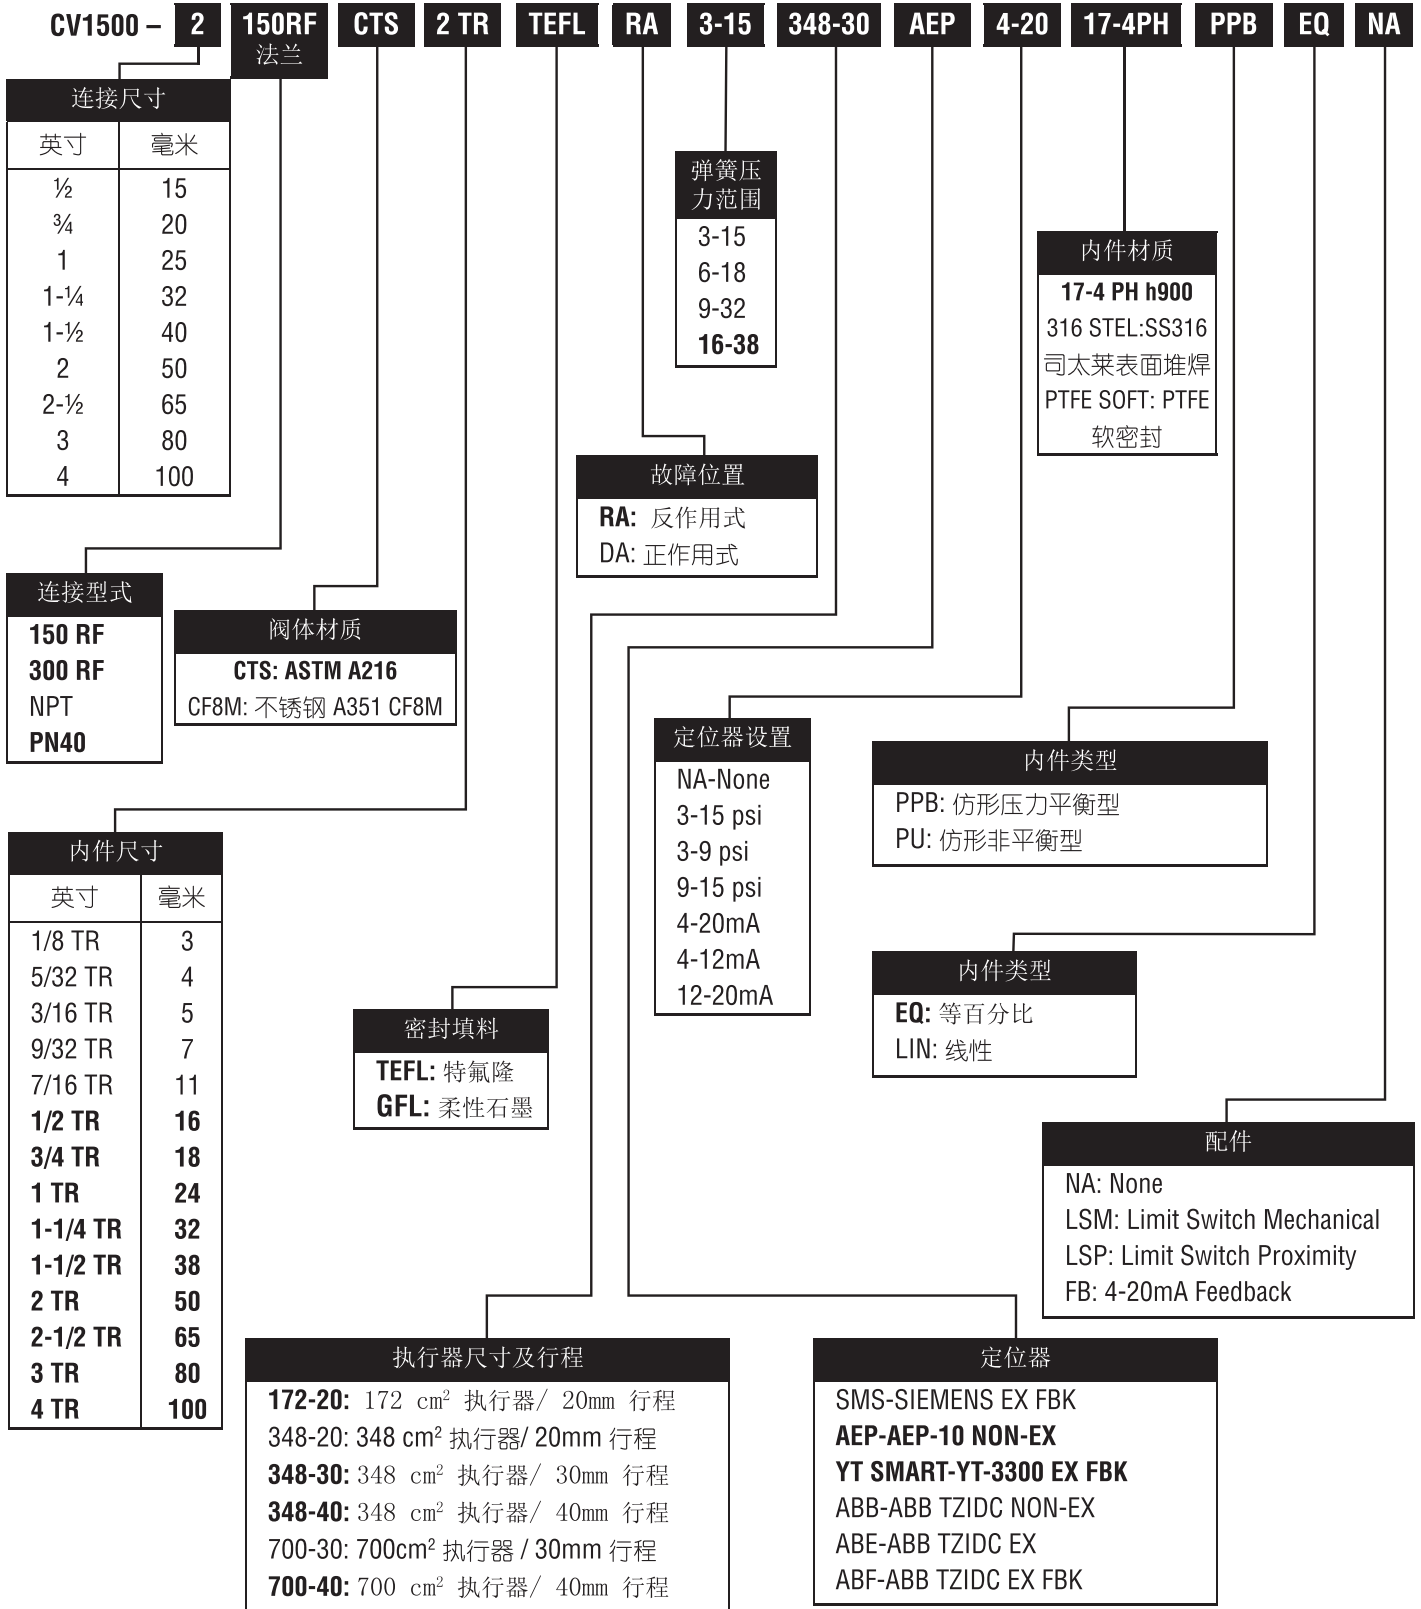 CV1500 – 2 150RF CTS 2 TR TEFL RA 3-15 348-30 AEP 4-20 17-4PH PPB EQ NA
法兰
连接尺寸
英寸 毫米
½ 15
¾ 20
1 25
1-¼ 32
1-½ 40
2 50
2-½ 65
3 80
4 100
弹簧压
力范围
3-15
6-18
9-32
16-38
内件材质
17-4 PH h900
316 STEL:SS316
司太莱表面堆焊
PTFE SOFT: PTFE
软密封
故障位置
RA: 反作用式
DA: 正作用式
连接型式
150 RF
300 RF
NPT
PN40
阀体材质
CTS: ASTM A216
CF8M: 不锈钢 A351 CF8M
定位器设置
NA-None
3-15 psi
3-9 psi
9-15 psi
4-20mA
4-12mA
12-20mA
内件类型
PPB: 仿形压力平衡型
PU: 仿形非平衡型
内件尺寸
英寸 毫米
1/8 TR 3
5/32 TR 4
3/16 TR 5
9/32 TR 7
7/16 TR 11
1/2 TR 16
3/4 TR 18
1 TR 24
1-1/4 TR 32
1-1/2 TR 38
2 TR 50
2-1/2 TR 65
3 TR 80
4 TR 100
内件类型
EQ: 等百分比
LIN: 线性
密封填料
TEFL: 特氟隆
GFL: 柔性石墨
配件
NA: None
LSM: Limit Switch Mechanical
LSP: Limit Switch Proximity
FB: 4-20mA Feedback
执行器尺寸及行程
172-20: 172 cm² 执行器/ 20mm 行程
348-20: 348 cm² 执行器/ 20mm 行程
348-30: 348 cm² 执行器/ 30mm 行程
348-40: 348 cm² 执行器/ 40mm 行程
700-30: 700cm² 执行器 / 30mm 行程
700-40: 700 cm² 执行器/ 40mm 行程
定位器
SMS-SIEMENS EX FBK
AEP-AEP-10 NON-EX
YT SMART-YT-3300 EX FBK
ABB-ABB TZIDC NON-EX
ABE-ABB TZIDC EX
ABF-ABB TZIDC EX FBK